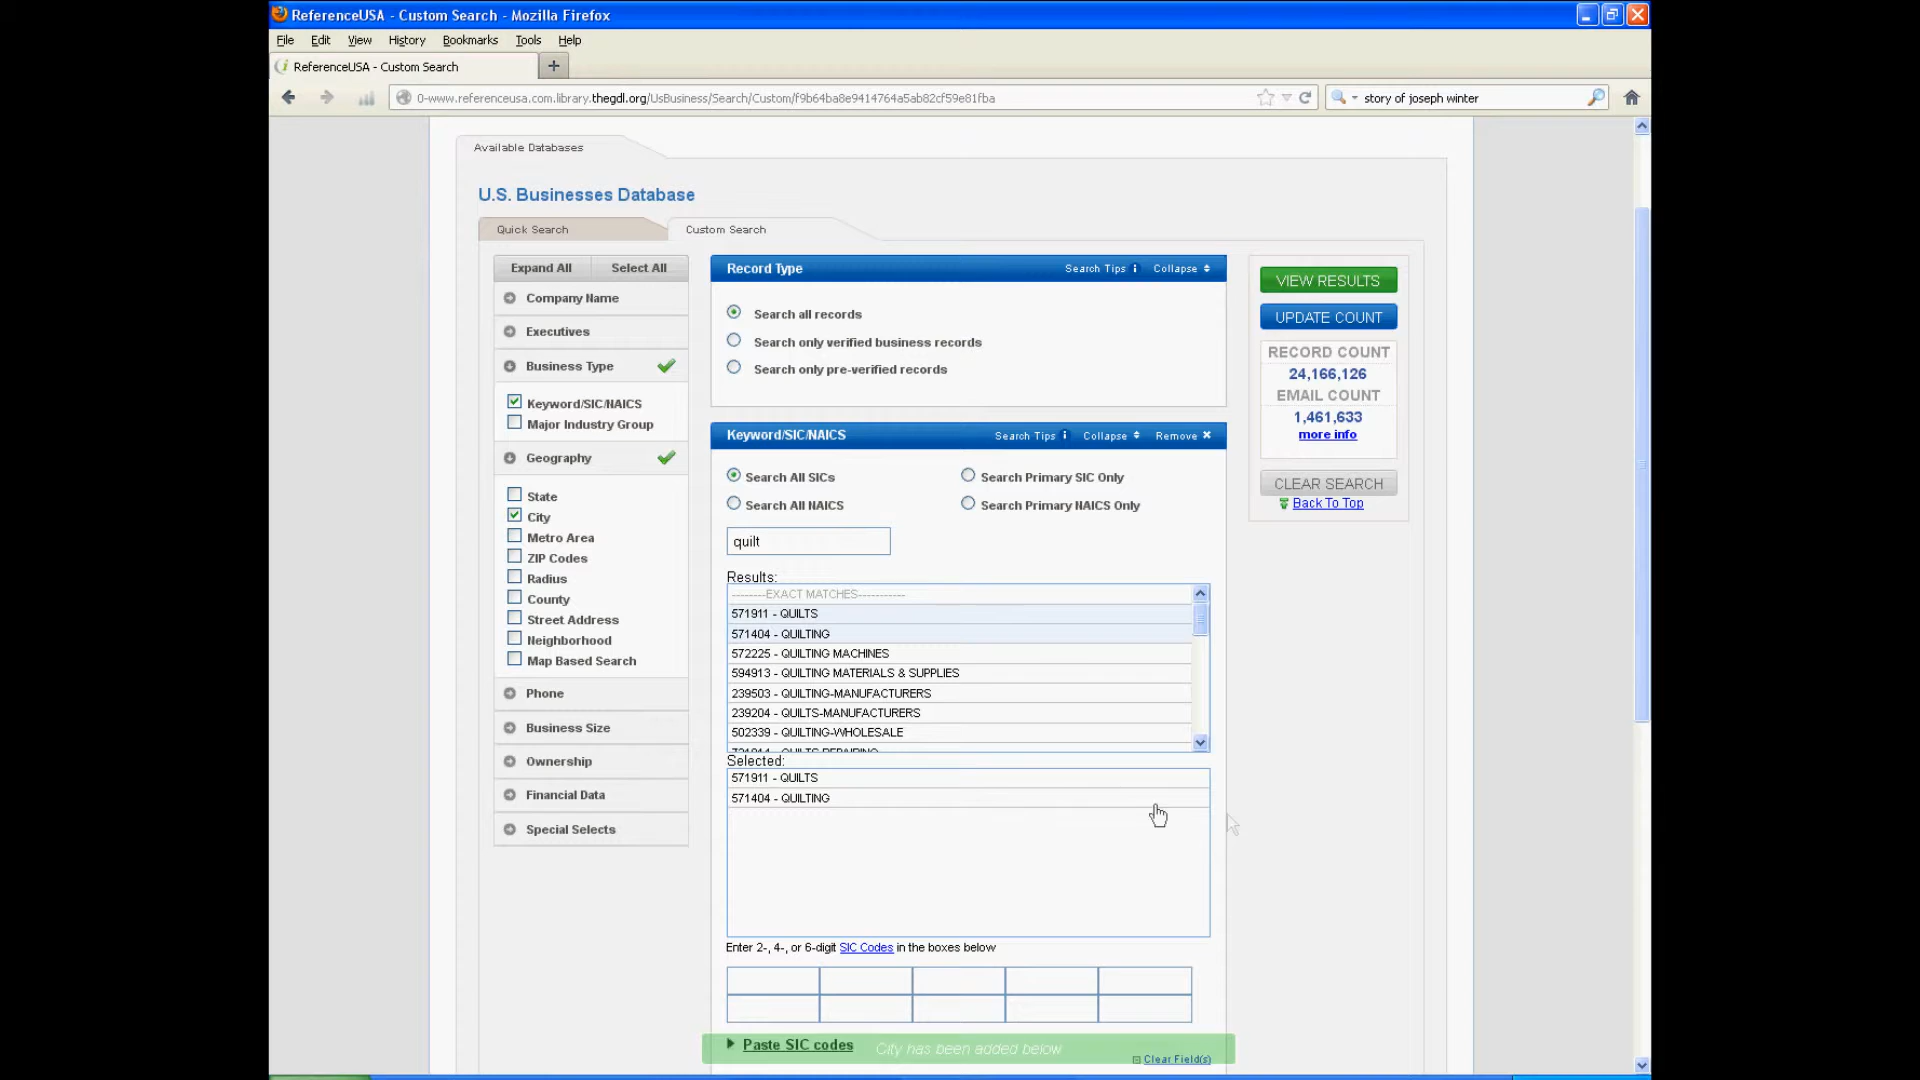 ReferenceUSA - Custom Search - Mozilla Firefox
File Edit View History Bookmarks Tools Help
ReferenceUSA - Custom Search
0-www.referenceusa.com.library.thegdl.org/UsBusiness/Search/Custom/f9b64ba8e9414764a5ab82cf59e81fba
story of joseph winter
Available Databases
U.S. Businesses Database
Quick Search
Custom Search
Expand All
Select All
Company Name
Executives
Business Type
Keyword/SIC/NAICS
Major Industry Group
Geography
State
City
Metro Area
ZIP Codes
Radius
County
Street Address
Neighborhood
Map Based Search
Phone
Business Size
Ownership
Financial Data
Special Selects
Record Type
Search Tips i Collapse
Search all records
Search only verified business records
Search only pre-verified records
Keyword/SIC/NAICS
Search Tips i Collapse Remove
Search All SICs
Search Primary SIC Only
Search All NAICS
Search Primary NAICS Only
quilt
Results:
--------EXACT MATCHES-----------
571911 - QUILTS
571404 - QUILTING
572225 - QUILTING MACHINES
594913 - QUILTING MATERIALS & SUPPLIES
239503 - QUILTING-MANUFACTURERS
239204 - QUILTS-MANUFACTURERS
502339 - QUILTING-WHOLESALE
Selected:
571911 - QUILTS
571404 - QUILTING
Enter 2-, 4-, or 6-digit SIC Codes in the boxes below
Paste SIC codes
City has been added below
Clear Field(s)
VIEW RESULTS
UPDATE COUNT
RECORD COUNT
24,166,126
EMAIL COUNT
1,461,633
more info
CLEAR SEARCH
Back To Top